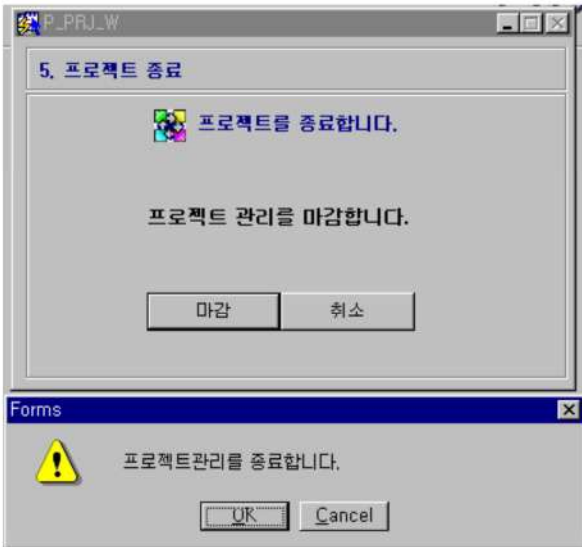 P_PRJ_W
5. 프로젝트 종료
프로젝트를 종료합니다.
프로젝트 관리를 마감합니다.
마감
취소
Forms
프로젝트관리를 종료합니다.
OK
Cancel